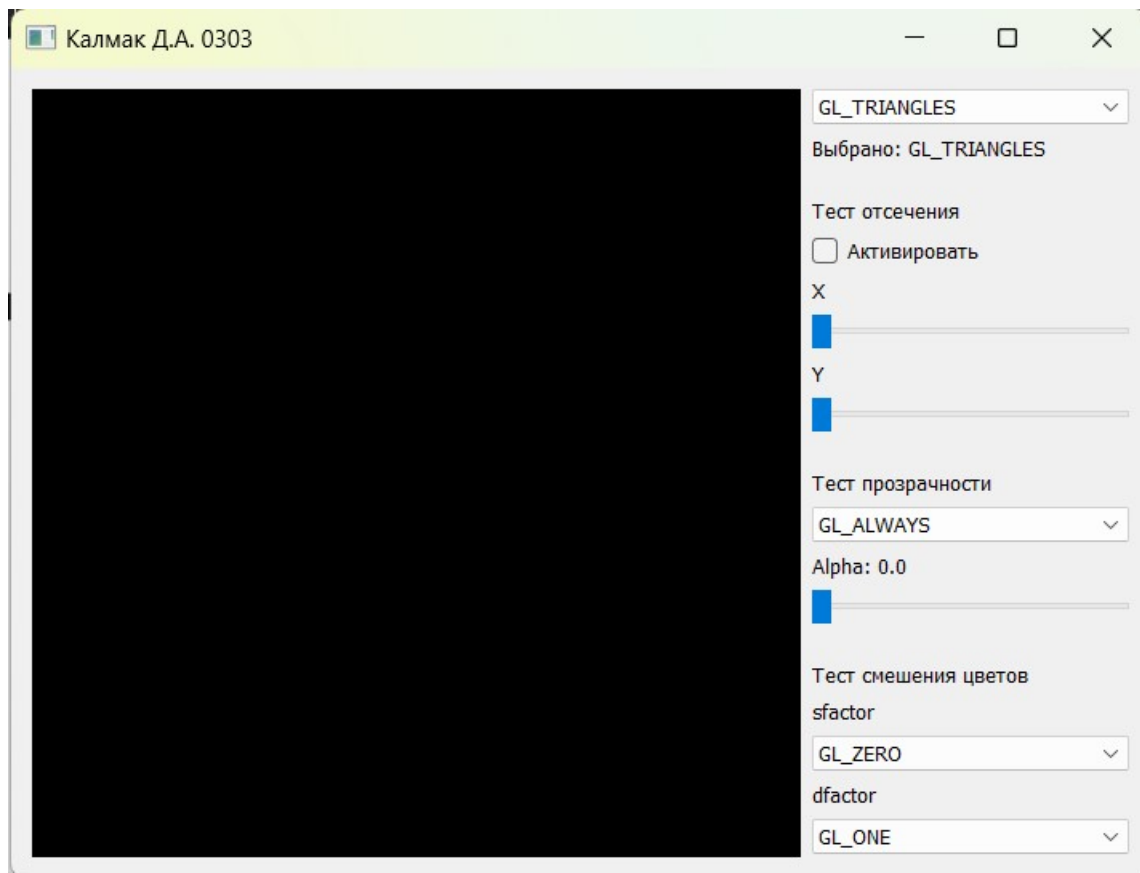 Калмак Д.А. 0303
GL_TRIANGLES
Выбрано: GL_TRIANGLES
Тест отсечения
Активировать
X
Y
Тест прозрачности
GL_ALWAYS
Alpha: 0.0
Тест смешения цветов
sfactor
GL_ZERO
dfactor
GL_ONE